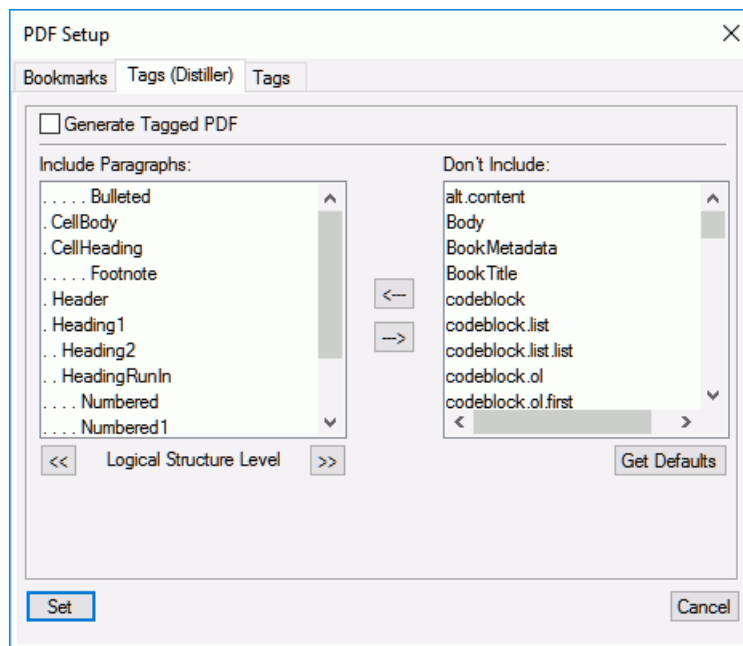 PDF Setup
Bookmarks Tags (Distiller) Tags
Generate Tagged PDF
Include Paragraphs: Don't Include:
. . . . . Bulleted
. CellBody
. CellHeading
. . . . . Footnote
. Header
. Heading1
. . Heading2
. . HeadingRunIn
. . . . Numbered
. . . . Numbered1
<---
--->
alt.content
Body
BookMetadata
BookTitle
codeblock
codeblock.list
codeblock.list.list
codeblock.ol
codeblock.ol.first
<< Logical Structure Level >> Get Defaults
Set Cancel